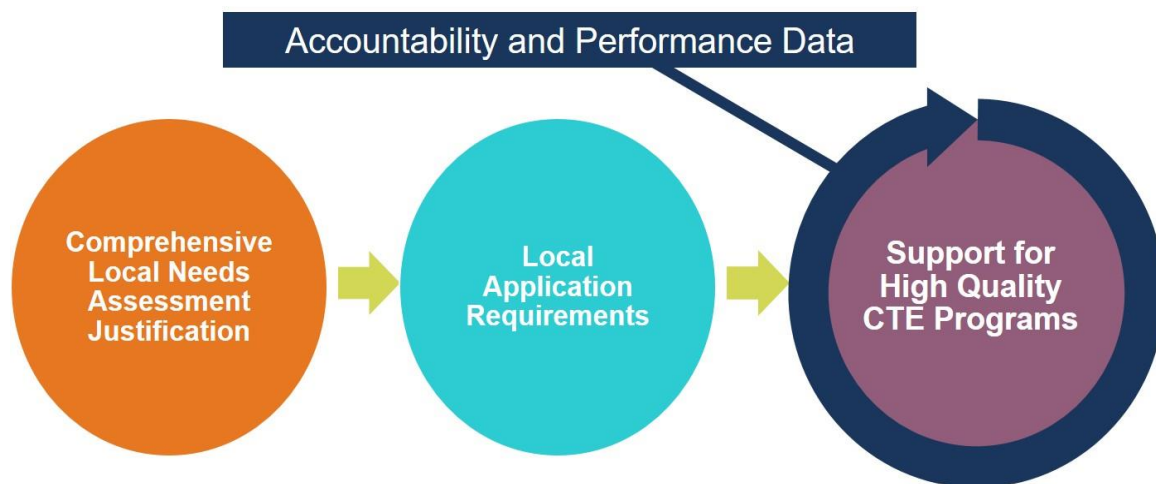 Accountability and Performance Data
Comprehensive
Local Needs
Assessment
Justification
Local
Application
Requirements
Support for
High Quality
CTE Programs